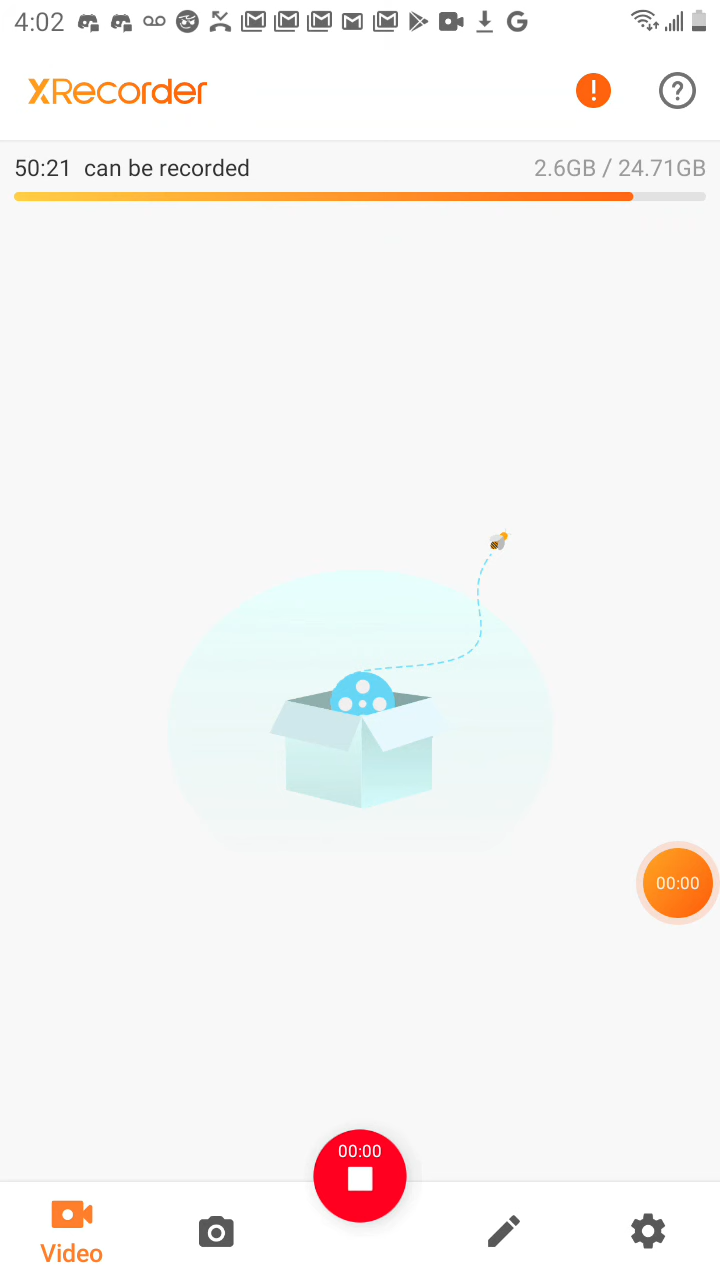 4:02
XRecorder
50:21 can be recorded
2.6GB / 24.71GB
00:00
00:00
Video